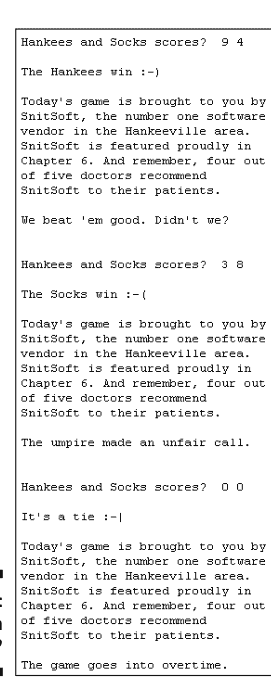 Hankees and Socks scores?  9 4
The Hankees win :-)
Today's game is brought to you by
SnitSoft, the number one software
vendor in the Hankeeville area.
SnitSoft is featured proudly in
Chapter 6. And remember, four out
of five doctors recommend
SnitSoft to their patients.
We beat 'em good. Didn't we?
Hankees and Socks scores?  3 8
The Socks win :-(
Today's game is brought to you by
SnitSoft, the number one software
vendor in the Hankeeville area.
SnitSoft is featured proudly in
Chapter 6. And remember, four out
of five doctors recommend
SnitSoft to their patients.
The umpire made an unfair call.
Hankees and Socks scores?  0 0
It's a tie :-|
Today's game is brought to you by
SnitSoft, the number one software
vendor in the Hankeeville area.
SnitSoft is featured proudly in
Chapter 6. And remember, four out
of five doctors recommend
SnitSoft to their patients.
The game goes into overtime.